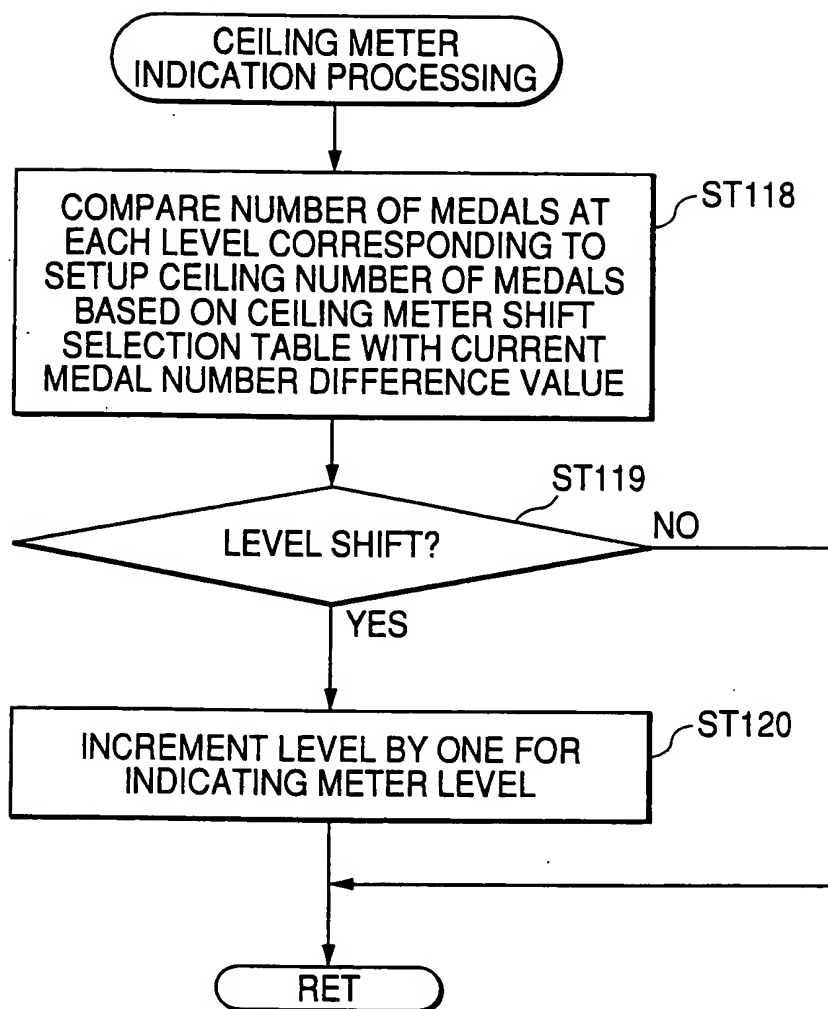 CEILING METER
INDICATION PROCESSING
ST118
COMPARE NUMBER OF MEDALS AT
EACH LEVEL CORRESPONDING TO
SETUP CEILING NUMBER OF MEDALS
BASED ON CEILING METER SHIFT
SELECTION TABLE WITH CURRENT
MEDAL NUMBER DIFFERENCE VALUE
ST119
LEVEL SHIFT?
NO
YES
ST120
INCREMENT LEVEL BY ONE FOR
INDICATING METER LEVEL
RET